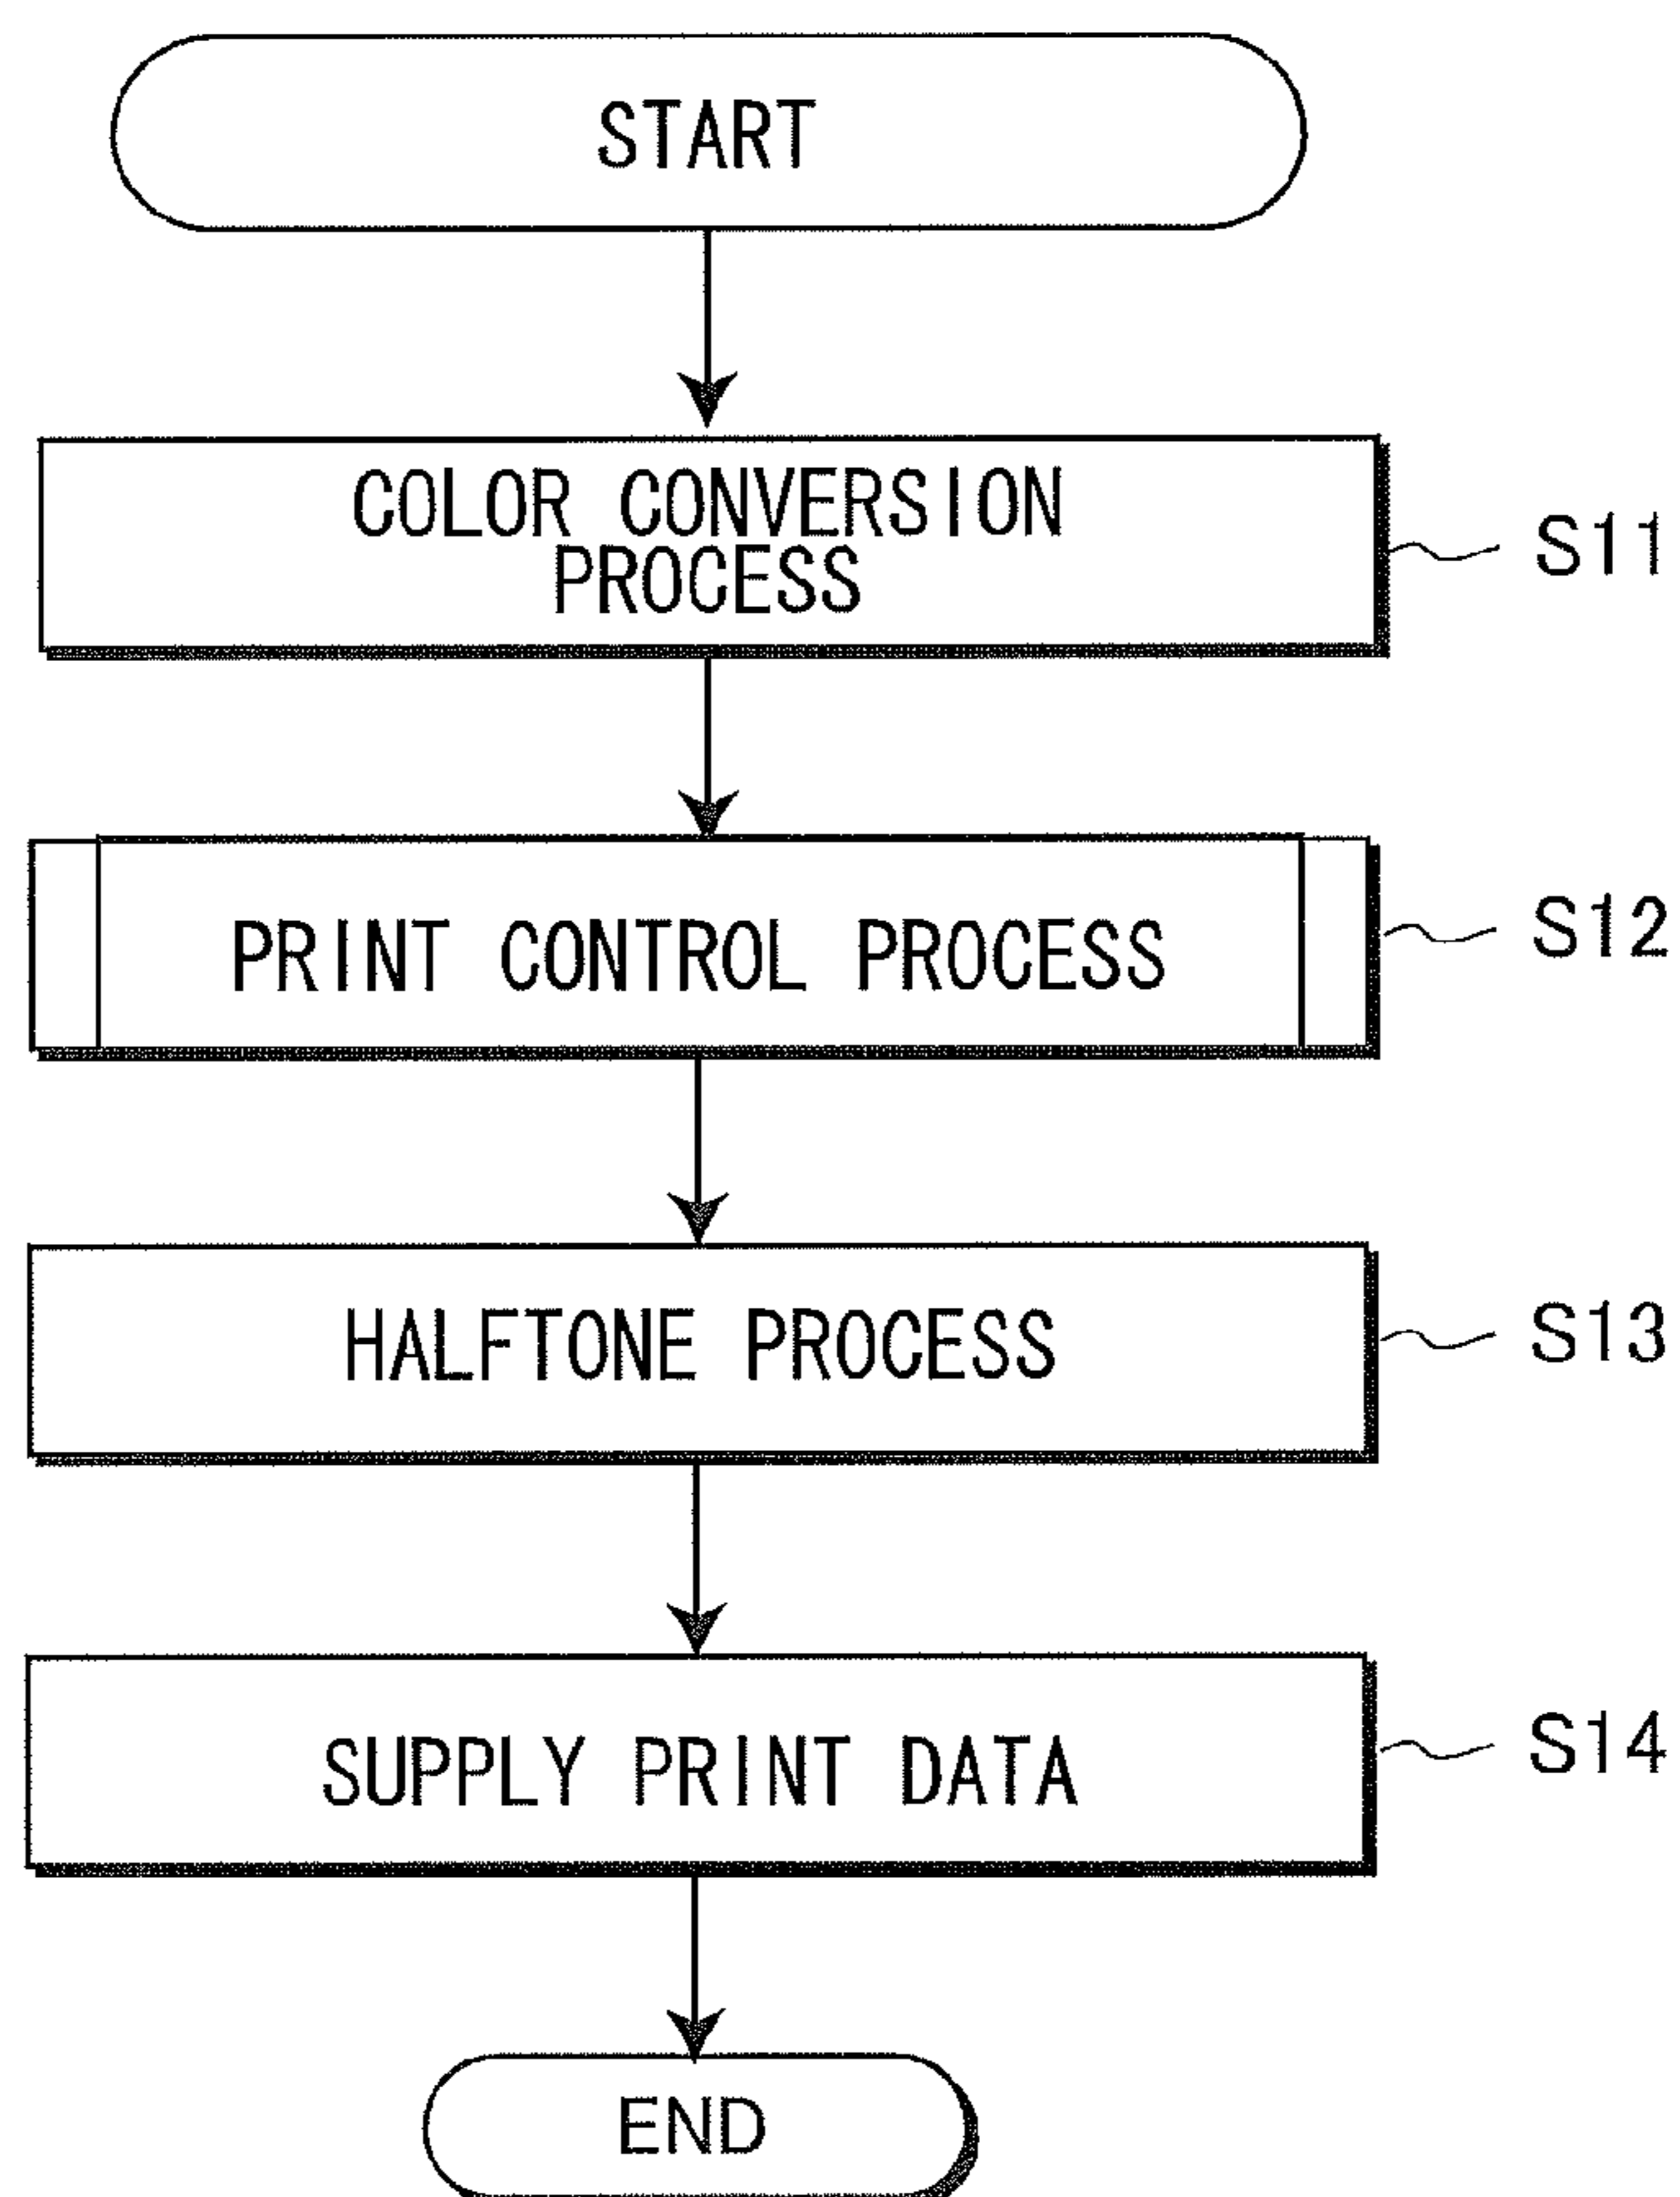 START
COLOR CONVERSION
PROCESS
S11
PRINT CONTROL PROCESS
S12
HALFTONE PROCESS
S13
SUPPLY PRINT DATA
S14
END